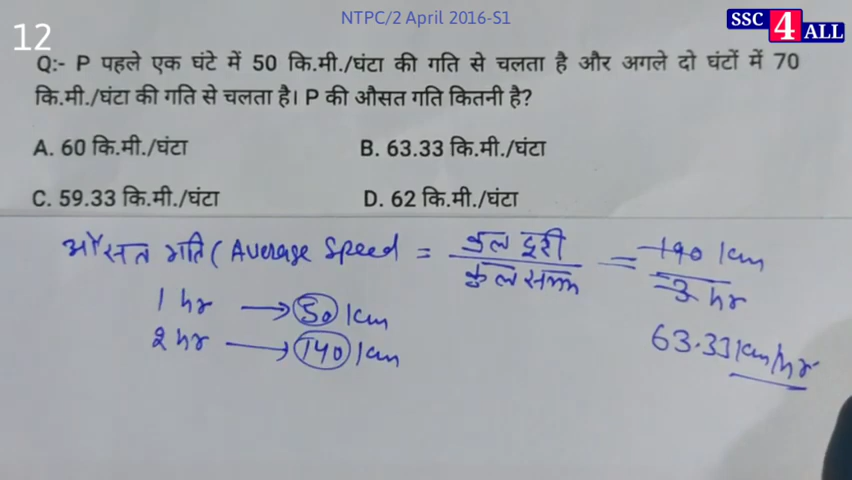 NTPC/2 April 2016-S1
SSC 4 ALL
12
Q:- P पहले एक घंटे में 50 कि.मी./घंटा की गति से चलता है और अगले दो घंटों में 70
कि.मी./घंटा की गति से चलता है। P की औसत गति कितनी है?
A. 60 कि.मी./घंटा B. 63.33 कि.मी./घंटा
C. 59.33 कि.मी./घंटा D. 62 कि.मी./घंटा
औसत गति (Average Speed = कुल दूरी / कुल समय = 190 km / 3 hr
1 hr → 50 km
2 hr → 140 km
63.33 km/hr